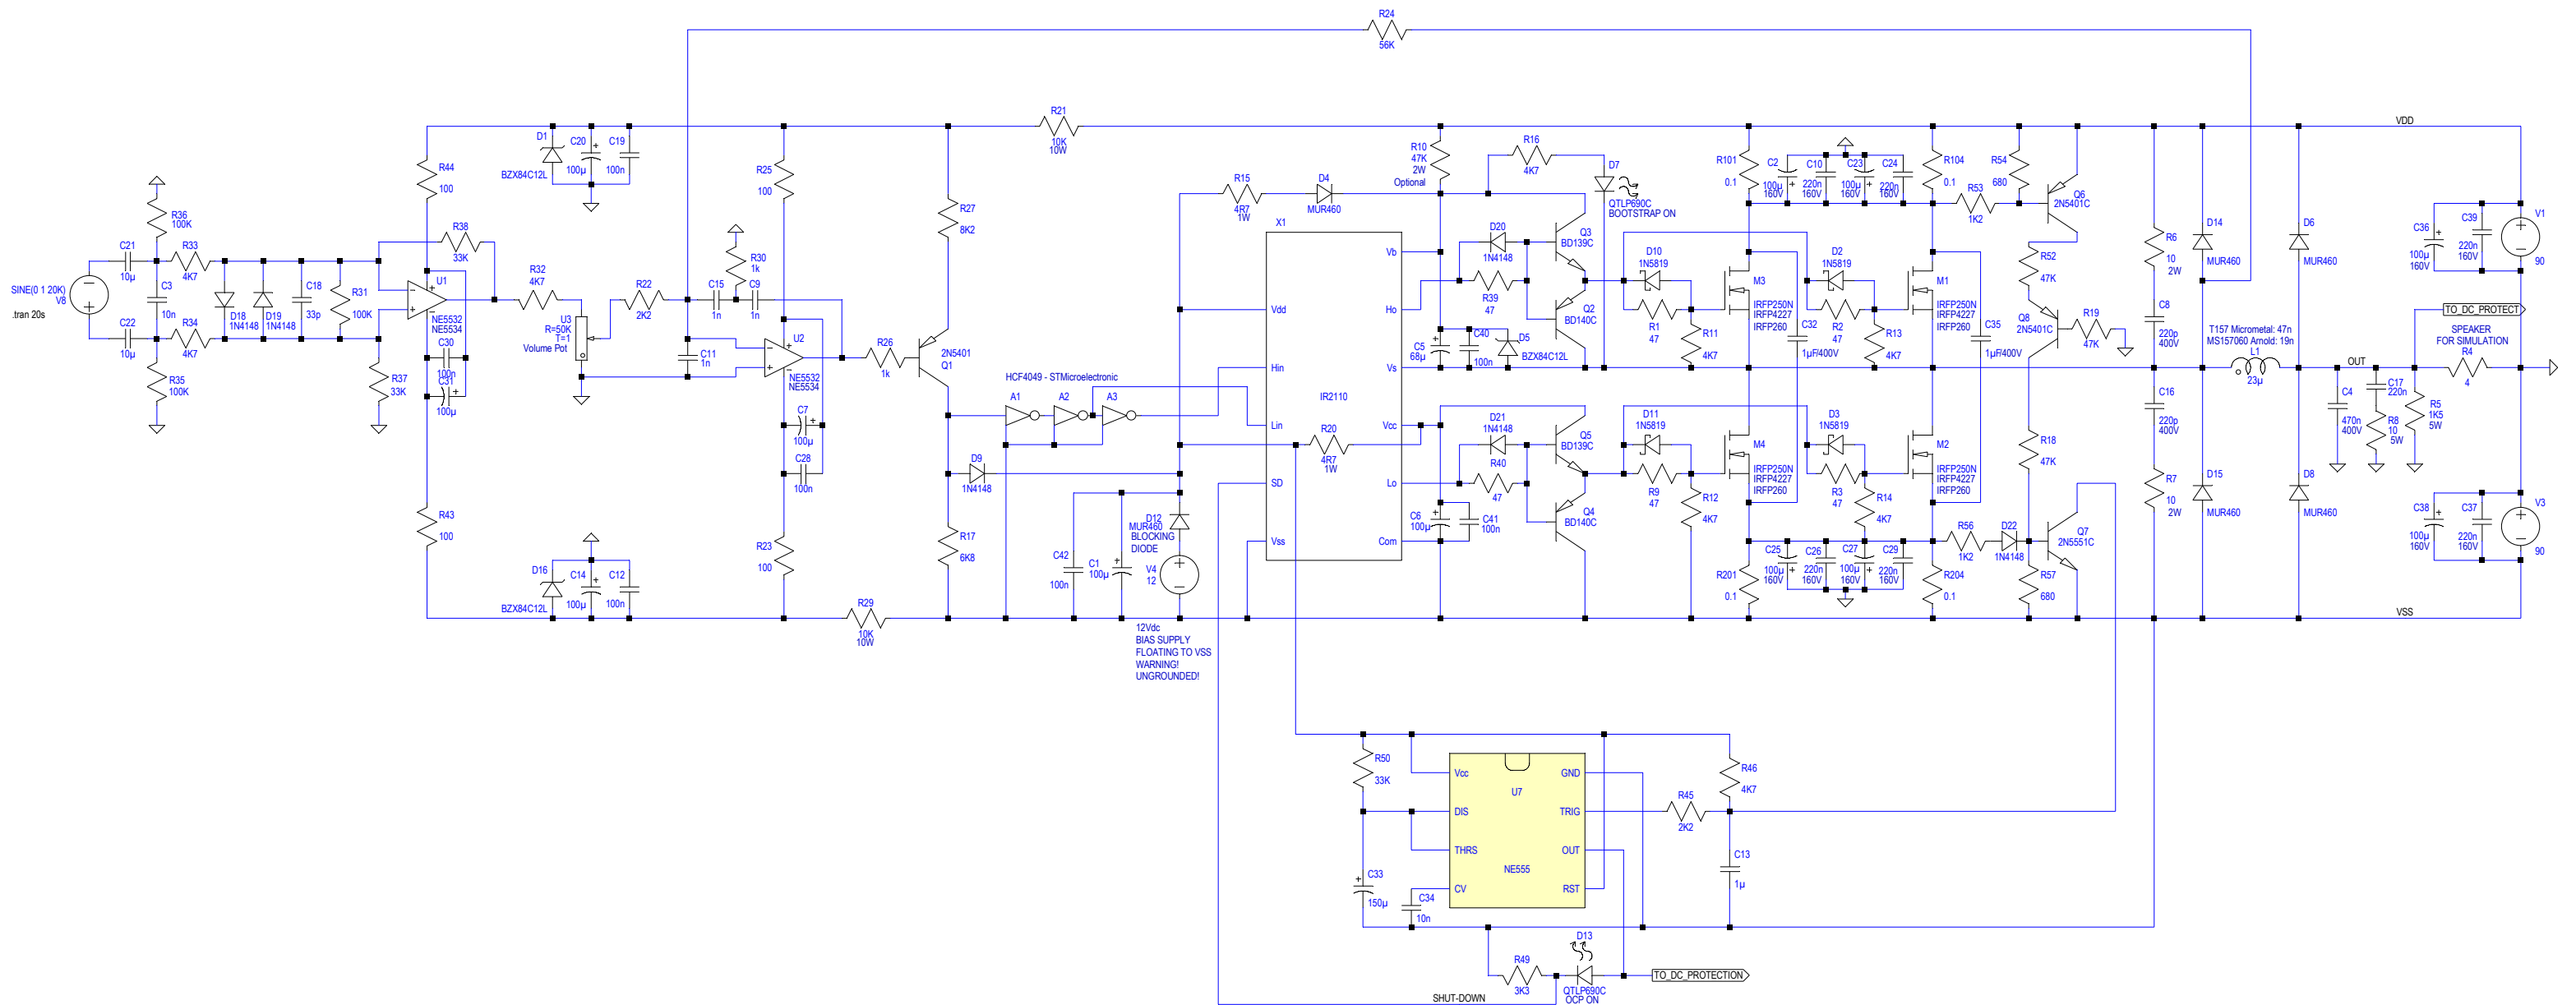 R24
56K
R21
10K
10W
VDD
D1
C20
C19
100µ
100n
BZX84C12L
R44
100
R25
100
R27
8K2
R10
47K
2W
Optional
R16
4K7
D7
QTLP690C
BOOTSTRAP ON
R15
4R7
1W
D4
MUR460
R101
0.1
C2
100µ
160V
C10
220n
160V
C23
100µ
160V
C24
220n
160V
R104
0.1
R54
680
R53
1K2
Q6
2N5401C
R36
100K
C21
10µ
R33
4K7
R38
33K
SINE(0 1 20K)
V8
.tran 20s
C3
10n
D18
D19
1N4148
1N4148
C18
33p
R31
100K
C22
10µ
R34
4K7
R35
100K
R37
33K
U1
NE5532
NE5534
C30
100n
C31
100µ
R32
4K7
U3
R=50K
T=1
Volume Pot
R22
2K2
R30
1k
C15
1n
C9
1n
C11
1n
U2
NE5532
NE5534
R26
1k
2N5401
Q1
C7
100µ
C28
100n
HCF4049 - STMicroelectronic
A1
A2
A3
D9
1N4148
R17
6K8
X1
Vb
Vdd
Ho
Hin
Vs
IR2110
Lin
Vcc
SD
Lo
Vss
Com
R20
4R7
1W
D20
1N4148
R39
47
Q3
BD139C
Q2
BD140C
C5
68µ
C40
100n
D5
BZX84C12L
D10
1N5819
R1
47
R11
4K7
M3
IRFP250N
IRFP4227
IRFP260
C32
1µF/400V
D2
1N5819
R2
47
R13
4K7
M1
IRFP250N
IRFP4227
IRFP260
C35
1µF/400V
R52
47K
Q8
2N5401C
R19
47K
R6
10
2W
C8
220p
400V
D14
MUR460
D6
MUR460
C36
100µ
160V
C39
220n
160V
V1
90
TO_DC_PROTECT
SPEAKER
FOR SIMULATION
R4
4
T157 Micrometal: 47n
MS157060 Arnold: 19n
L1
23µ
OUT
C4
470n
400V
C17
220n
R8
10
5W
R5
1K5
5W
D21
1N4148
R40
47
Q5
BD139C
Q4
BD140C
C6
100µ
C41
100n
D11
1N5819
R9
47
R12
4K7
M4
IRFP250N
IRFP4227
IRFP260
D3
1N5819
R3
47
R14
4K7
M2
IRFP250N
IRFP4227
IRFP260
R18
47K
C16
220p
400V
R7
10
2W
D15
MUR460
D8
MUR460
C38
100µ
160V
C37
220n
160V
V3
90
R56
1K2
D22
1N4148
Q7
2N5551C
R57
680
C25
100µ
160V
C26
220n
160V
C27
100µ
160V
C29
220n
160V
R201
0.1
R204
0.1
VSS
R43
100
R23
100
D16
BZX84C12L
C14
100µ
C12
100n
R29
10K
10W
C42
100n
C1
100µ
D12
MUR460
BLOCKING
DIODE
V4
12
12Vdc
BIAS SUPPLY
FLOATING TO VSS
WARNING!
UNGROUNDED!
R50
33K
Vcc
GND
U7
DIS
TRIG
THRS
OUT
NE555
CV
RST
R46
4K7
R45
2K2
C13
1µ
C33
150µ
C34
10n
R49
3K3
D13
QTLP690C
OCP ON
TO_DC_PROTECTION
SHUT-DOWN